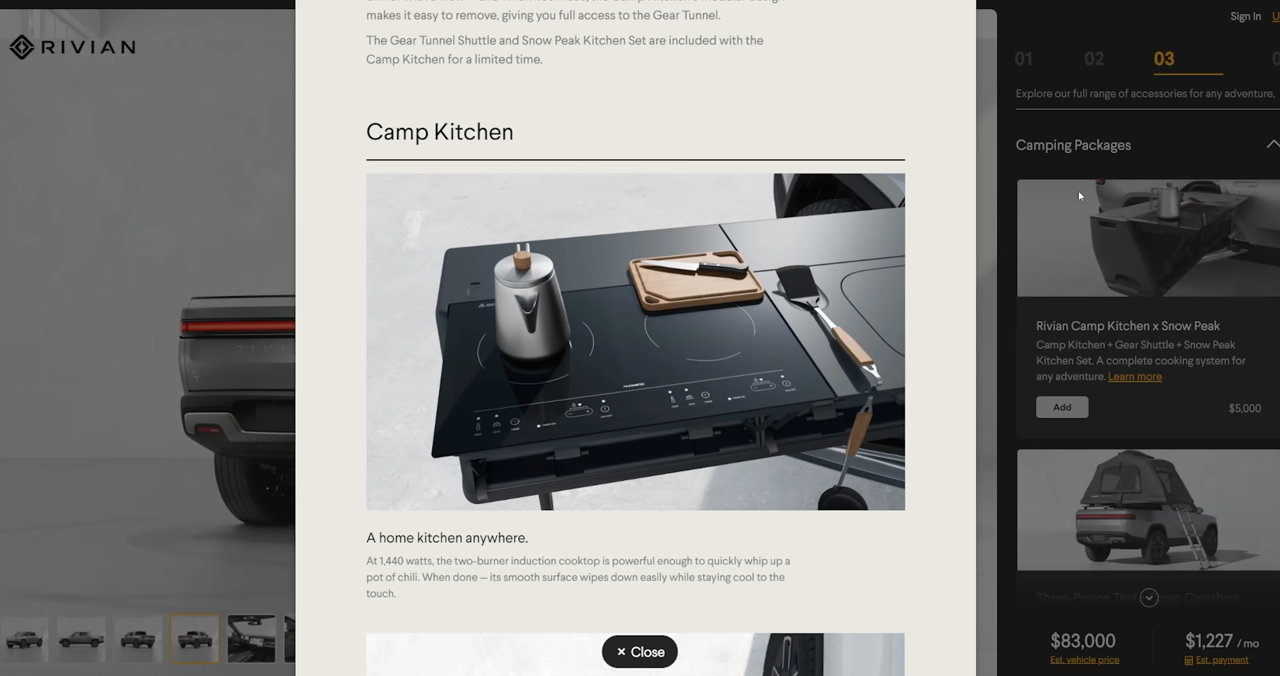 makes it easy to remove, giving you full access to the Gear Tunnel.
The Gear Tunnel Shuttle and Snow Peak Kitchen Set are included with the
Camp Kitchen for a limited time.
Camp Kitchen
A home kitchen anywhere.
At 1,440 watts, the two-burner induction cooktop is powerful enough to quickly whip up a
pot of chili. When done — its smooth surface wipes down easily while staying cool to the
touch.
× Close
RIVIAN
Sign In
01 02 03
Explore our full range of accessories for any adventure.
Camping Packages
Rivian Camp Kitchen x Snow Peak
Camp Kitchen + Gear Shuttle + Snow Peak
Kitchen Set. A complete cooking system for
any adventure. Learn more
Add $5,000
$83,000 $1,227 / mo
Est. vehicle price Est. payment